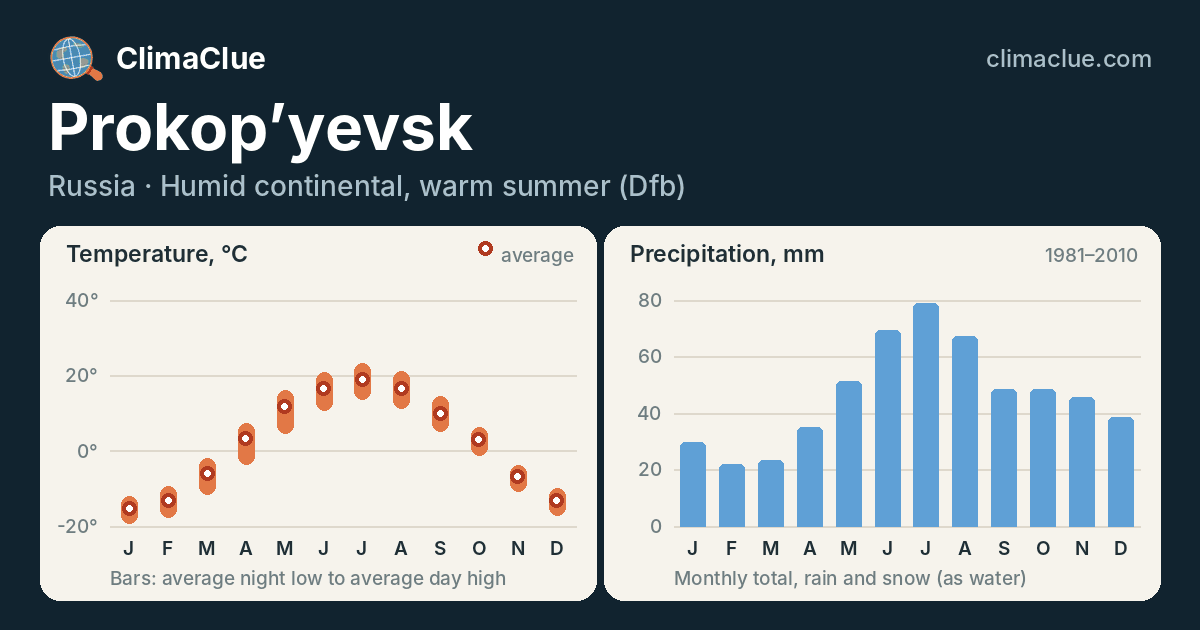 ClimaClue
climaclue.com
Prokop’yevsk
Russia · Humid continental, warm summer (Dfb)
Temperature, °C
average
40°
20°
0°
-20°
J F M A M J J A S O N D
Bars: average night low to average day high
Precipitation, mm
1981–2010
80
60
40
20
0
J F M A M J J A S O N D
Monthly total, rain and snow (as water)